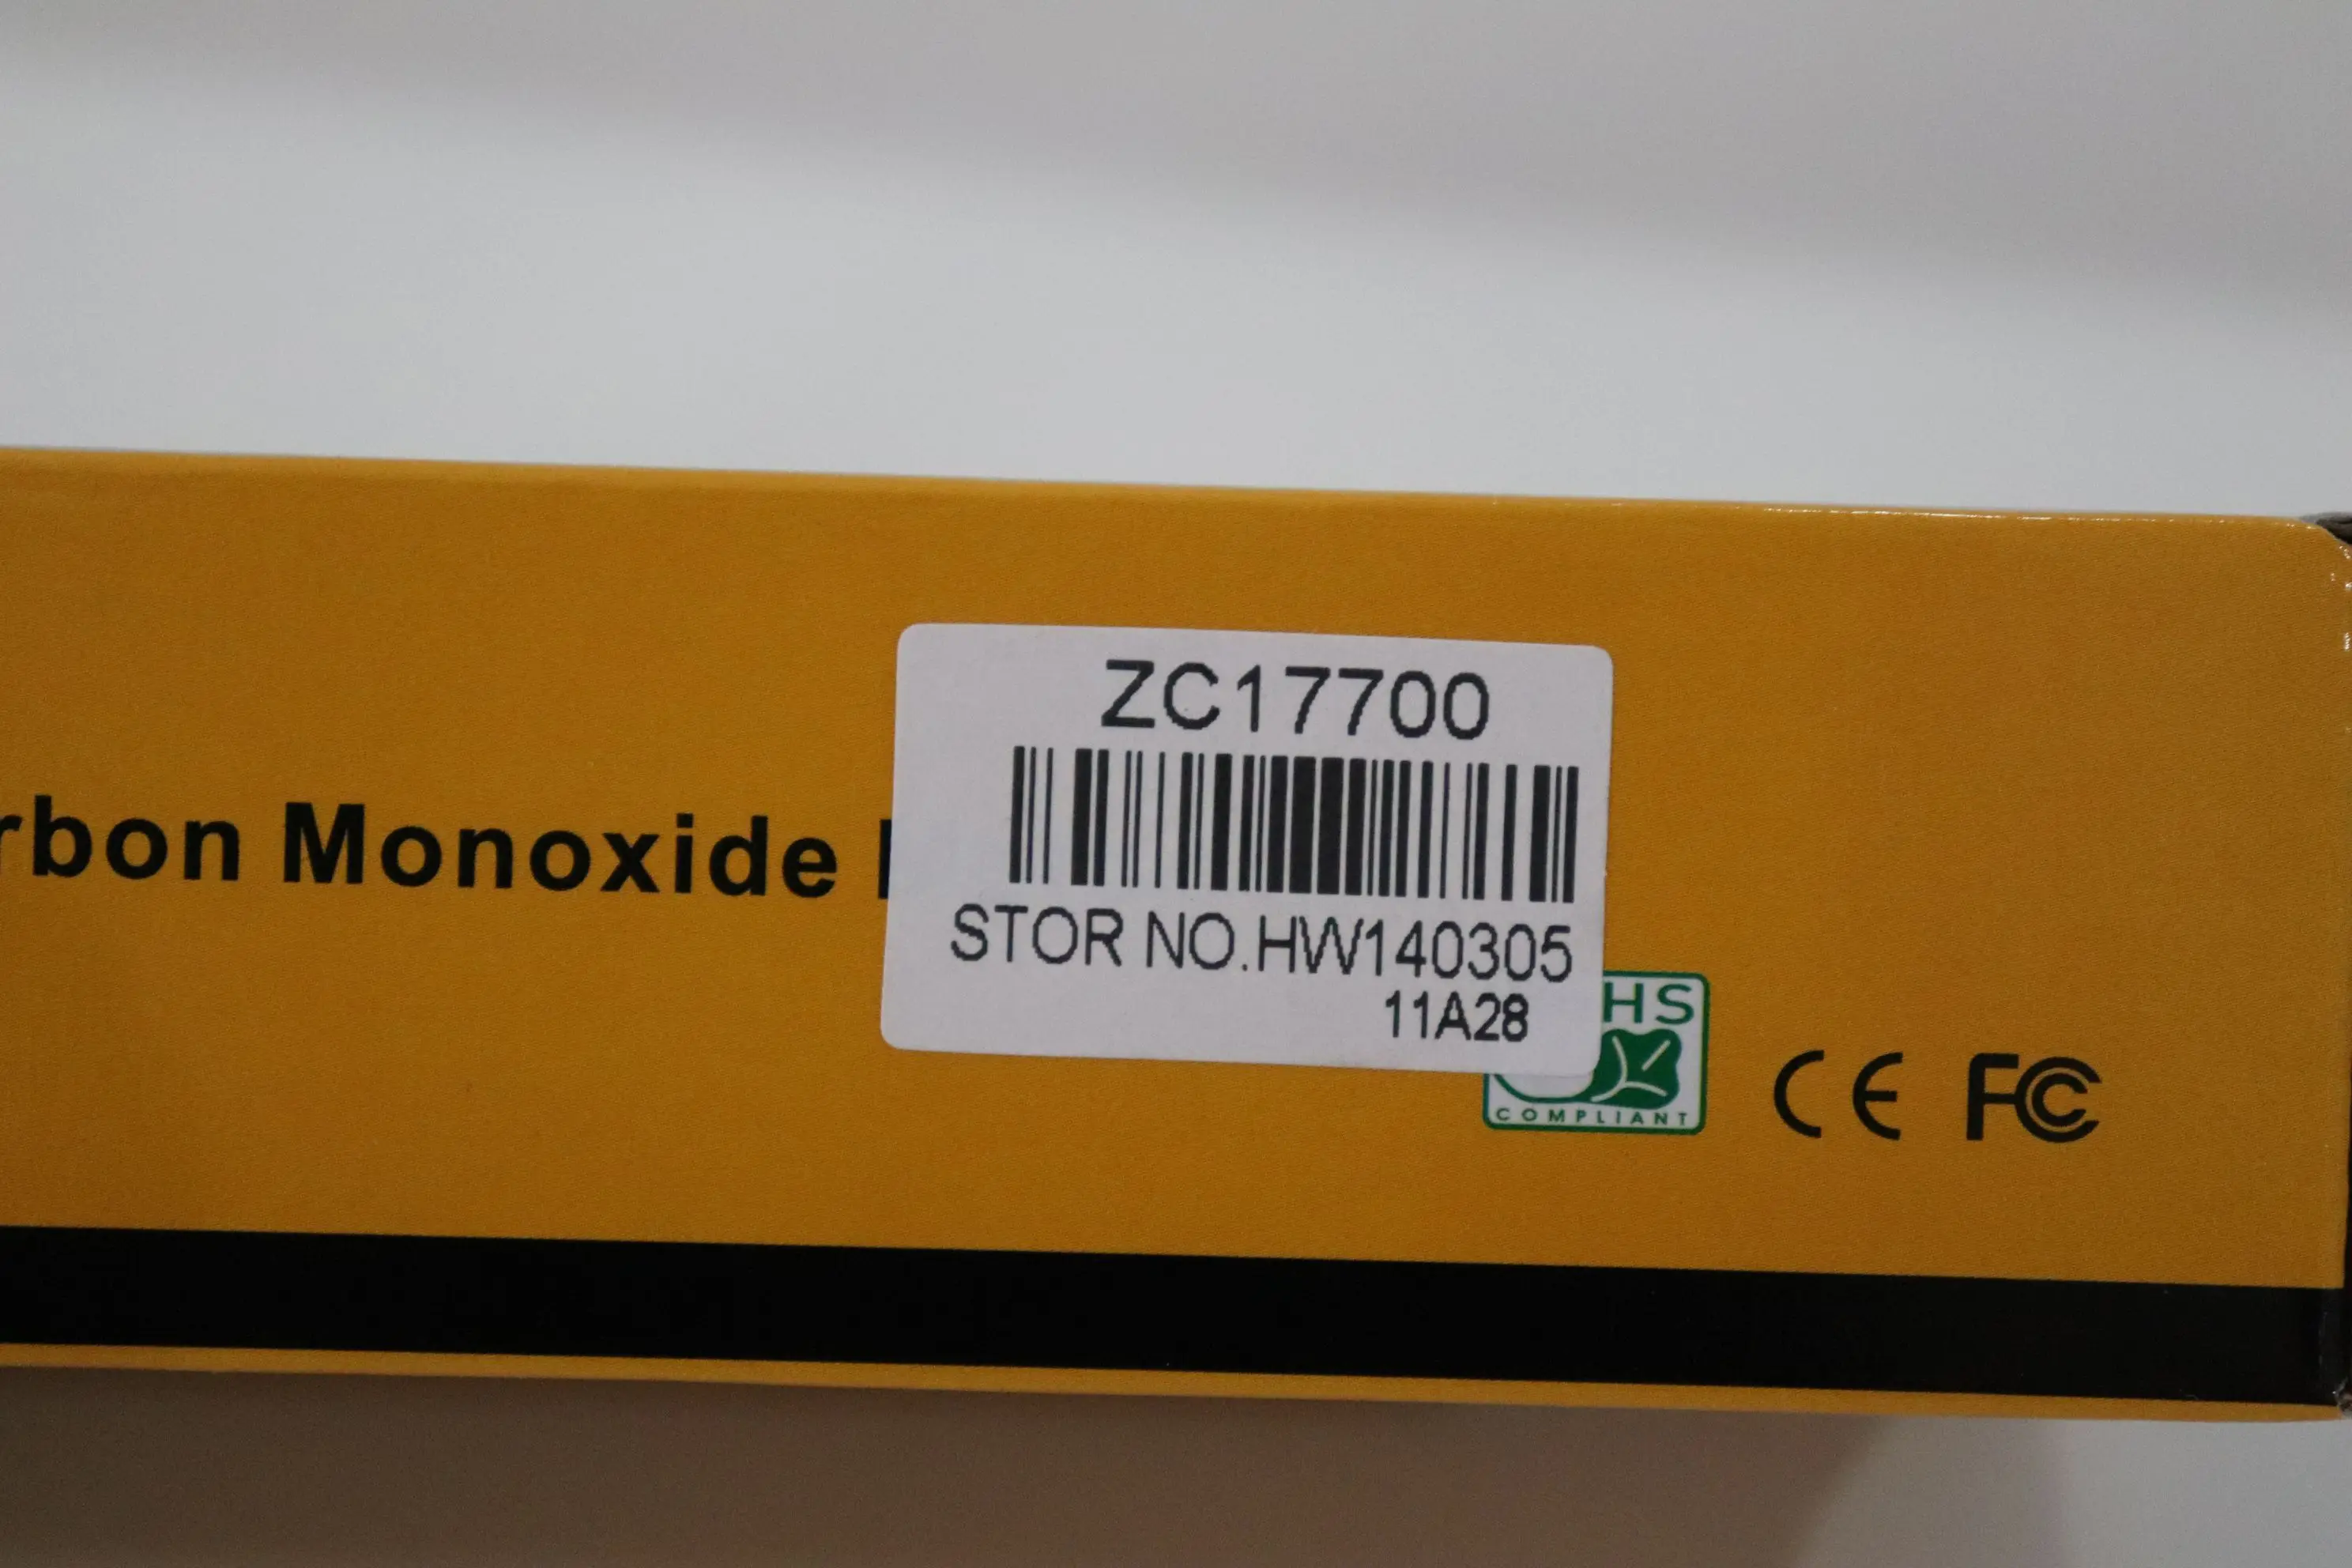 ZC17700
rbon Monoxide
STOR NO.HW140305
11A28
HS
COMPLIANT
CE FC